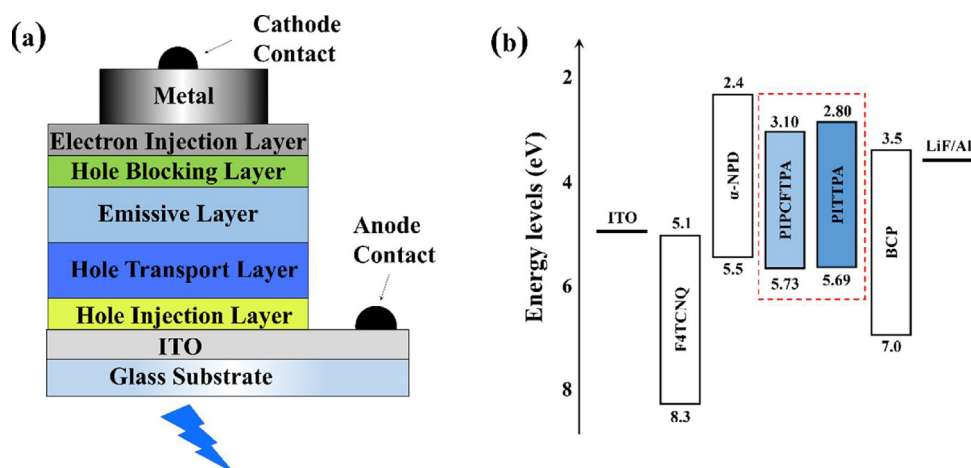 (a)
Cathode
Contact
Metal
Electron Injection Layer
Hole Blocking Layer
Emissive Layer
Anode
Contact
Hole Transport Layer
Hole Injection Layer
ITO
Glass Substrate
(b)
Energy levels (eV)
2
4
6
8
ITO
5.1
F4TCNQ
8.3
2.4
α-NPD
5.5
3.10
PIPCFTPA
5.73
2.80
PITTPA
5.69
3.5
BCP
7.0
LiF/Al